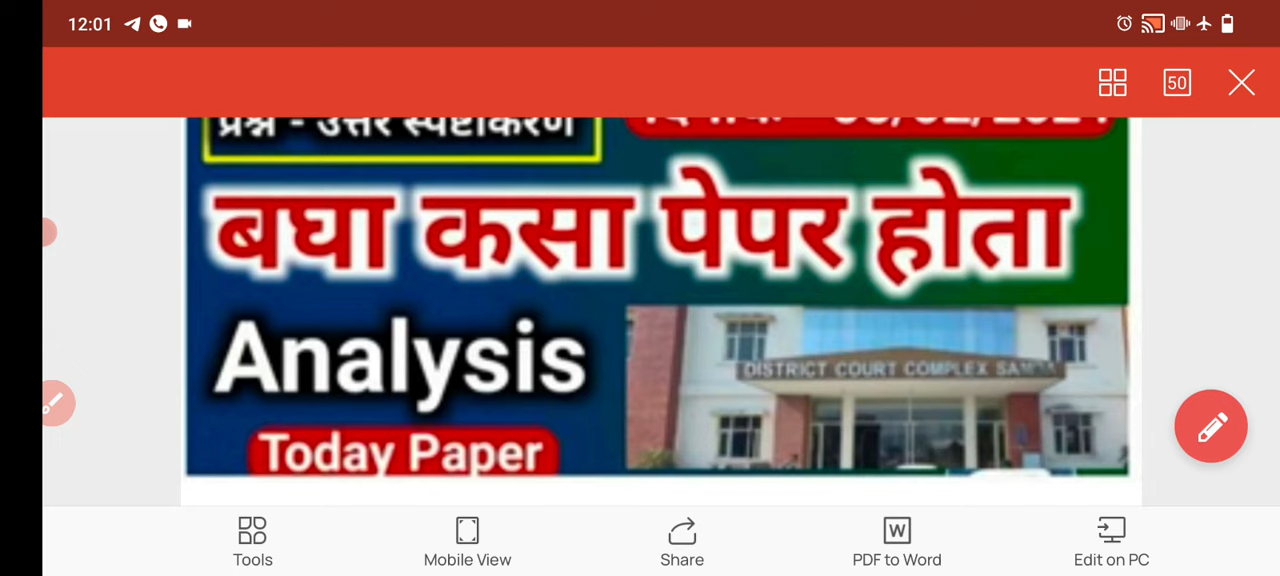 12:01
50
प्रश्न - उत्तर स्पष्टीकरण
बघा कसा पेपर होता
Analysis
DISTRICT COURT COMPLEX
Today Paper
Tools
Mobile View
Share
W
PDF to Word
Edit on PC